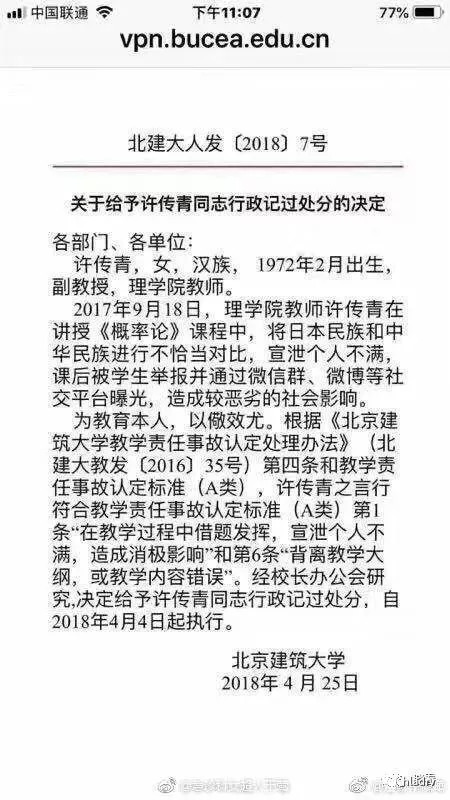 中国联通 下午11:07 77%
vpn.bucea.edu.cn
北建大人发〔2018〕7号
关于给予许传青同志行政记过处分的决定
各部门、各单位：
许传青，女，汉族， 1972年2月出生，
副教授，理学院教师。
2017年9月18日，理学院教师许传青在
讲授《概率论》课程中，将日本民族和中
华民族进行不恰当对比，宣泄个人不满，
课后被学生举报并通过微信群、微博等社
交平台曝光，造成较恶劣的社会影响。
为教育本人，以儆效尤。根据《北京建
筑大学教学责任事故认定处理办法》（北
建大教发〔2016〕35号）第四条和教学责
任事故认定标准（A类），许传青之言行
符合教学责任事故认定标准（A类）第1
条“在教学过程中借题发挥，宣泄个人不
满，造成消极影响”和第6条“背离教学大
纲，或教学内容错误”。经校长办公会研
究,决定给予许传青同志行政记过处分，自
2018年4月4日起执行。
北京建筑大学
2018年 4 月 25日